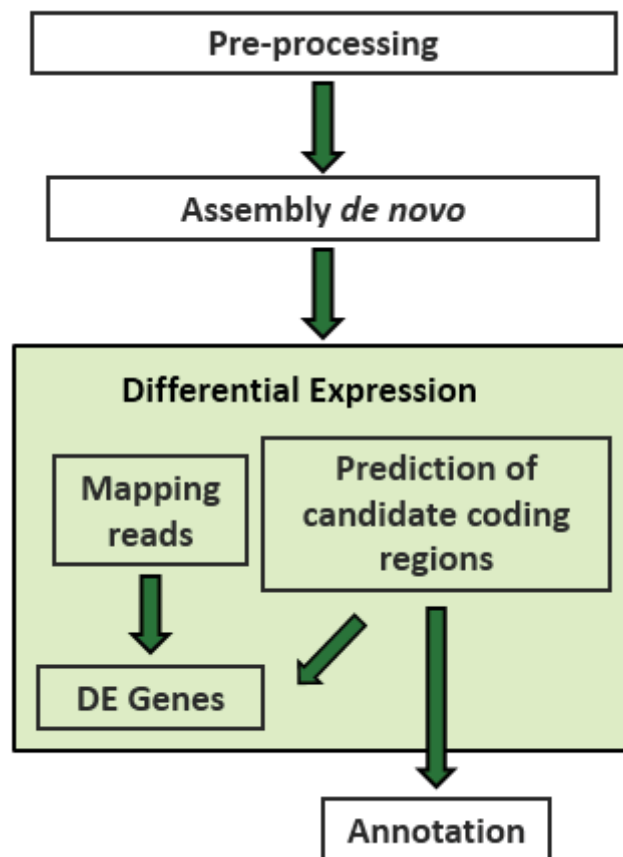 Pre-processing
Assembly de novo
Differential Expression
Mapping
reads
Prediction of
candidate coding
regions
DE Genes
Annotation